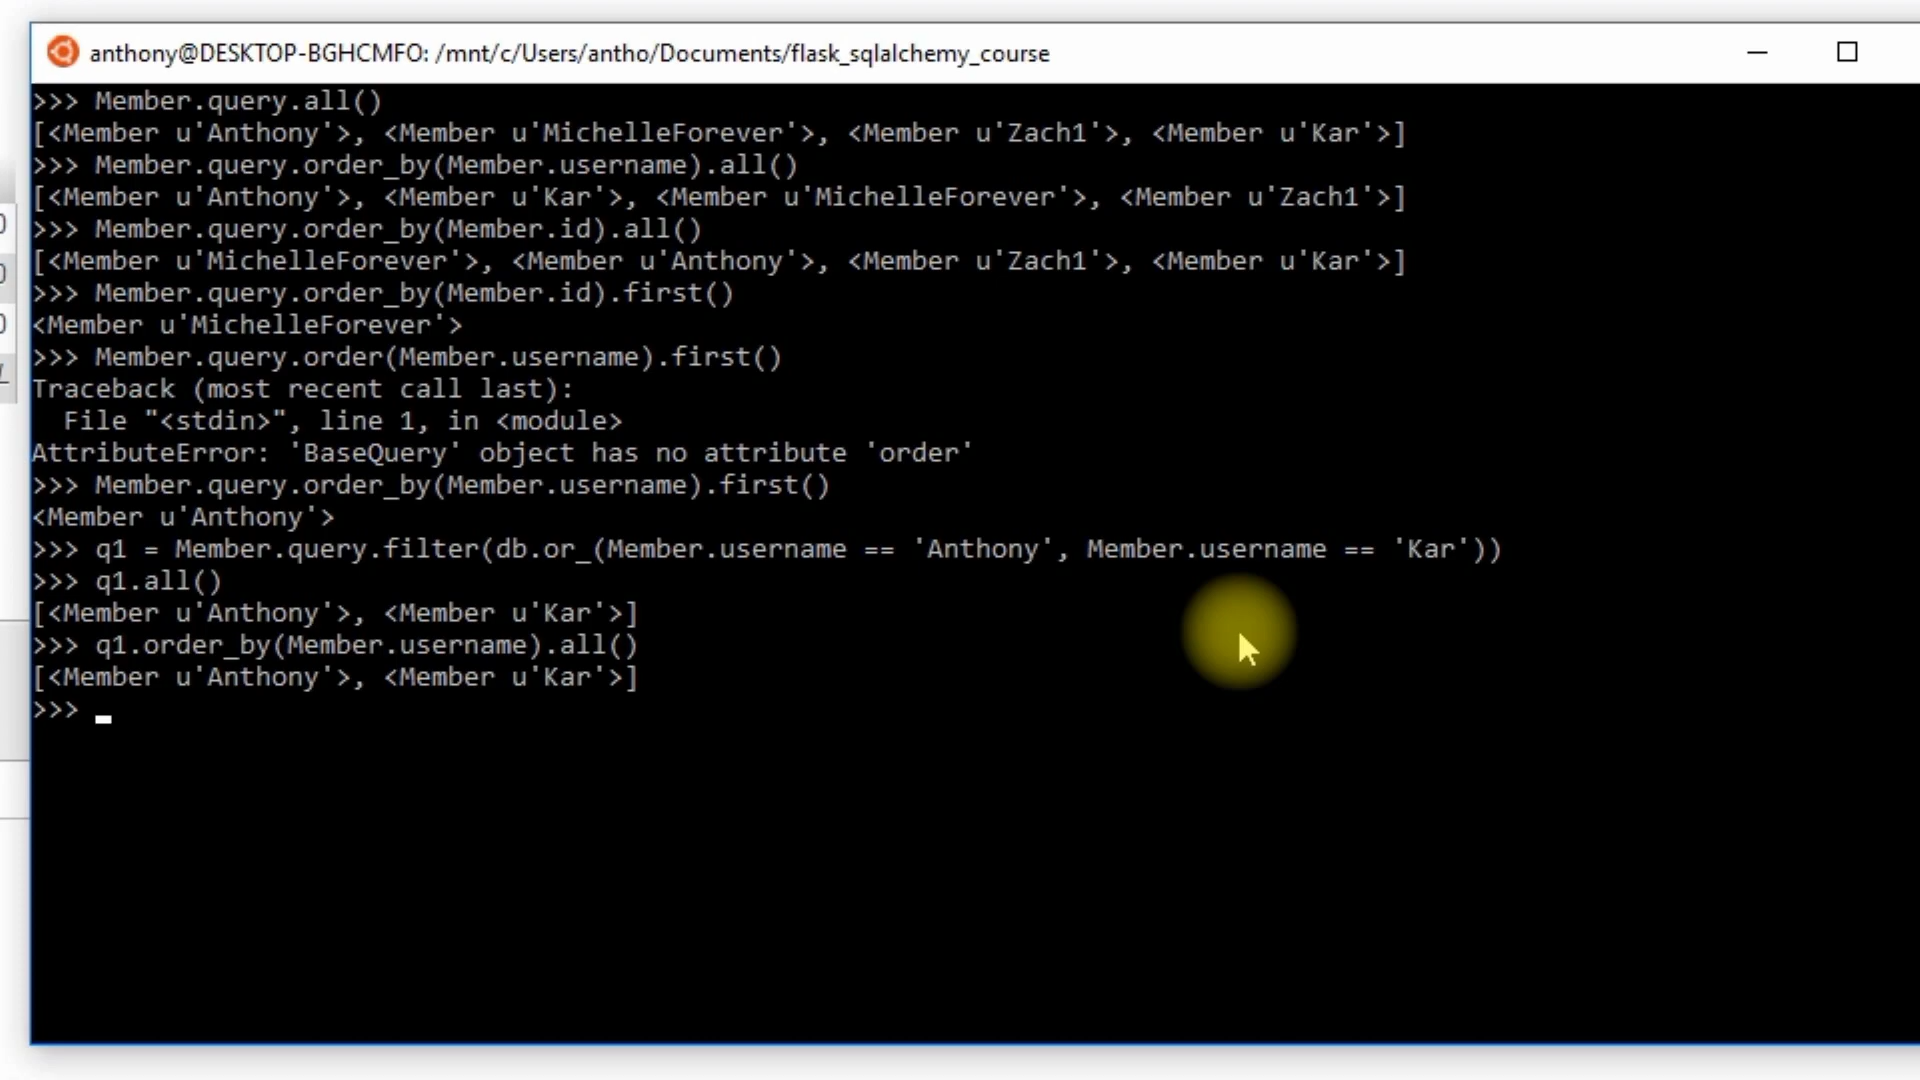 anthony@DESKTOP-BGHCMFO: /mnt/c/Users/antho/Documents/flask_sqlalchemy_course
>>> Member.query.all()
[<Member u'Anthony'>, <Member u'MichelleForever'>, <Member u'Zach1'>, <Member u'Kar'>]
>>> Member.query.order_by(Member.username).all()
[<Member u'Anthony'>, <Member u'Kar'>, <Member u'MichelleForever'>, <Member u'Zach1'>]
>>> Member.query.order_by(Member.id).all()
[<Member u'MichelleForever'>, <Member u'Anthony'>, <Member u'Zach1'>, <Member u'Kar'>]
>>> Member.query.order_by(Member.id).first()
<Member u'MichelleForever'>
>>> Member.query.order(Member.username).first()
Traceback (most recent call last):
  File "<stdin>", line 1, in <module>
AttributeError: 'BaseQuery' object has no attribute 'order'
>>> Member.query.order_by(Member.username).first()
<Member u'Anthony'>
>>> q1 = Member.query.filter(db.or_(Member.username == 'Anthony', Member.username == 'Kar'))
>>> q1.all()
[<Member u'Anthony'>, <Member u'Kar'>]
>>> q1.order_by(Member.username).all()
[<Member u'Anthony'>, <Member u'Kar'>]
>>>